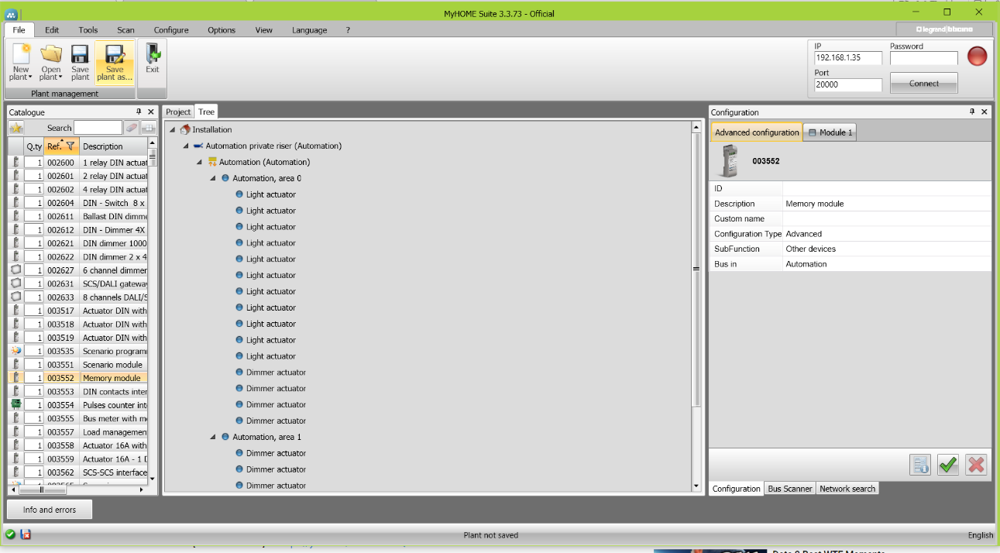 MyHOME Suite 3.3.73 - Official
File Edit Tools Scan Configure Options View Language ?
legrand bticino
New plant
Open plant
Save plant
Save plant as...
Exit
Plant management
IP
192.168.1.35
Password
Port
20000
Connect
Catalogue
Search
Q.ty Ref. Description
1 002600 1 relay DIN actuat
1 002601 2 relay DIN actuat
1 002602 4 relay DIN actuat
1 002604 DIN - Switch 8 x
1 002611 Ballast DIN dimme
1 002612 DIN - Dimmer 4X
1 002621 DIN dimmer 1000
1 002622 DIN dimmer 2 x 4
1 002627 6 channel dimmer
1 002631 SCS/DALI gateway
1 002633 8 channels DALI/S
1 003517 Actuator DIN with
1 003518 Actuator DIN with
1 003519 Actuator DIN with
1 003535 Scenario program
1 003551 Scenario module
1 003552 Memory module
1 003553 DIN contacts inter
1 003554 Pulses counter int
1 003555 Bus meter with m
1 003557 Load management
1 003558 Actuator 16A with
1 003559 Actuator 16A - 1 D
1 003562 SCS-SCS interface
Project Tree
Installation
Automation private riser (Automation)
Automation (Automation)
Automation, area 0
Light actuator
Light actuator
Light actuator
Light actuator
Light actuator
Light actuator
Light actuator
Light actuator
Light actuator
Light actuator
Light actuator
Dimmer actuator
Dimmer actuator
Dimmer actuator
Dimmer actuator
Automation, area 1
Dimmer actuator
Dimmer actuator
Dimmer actuator
Configuration
Advanced configuration Module 1
003552
ID
Description Memory module
Custom name
Configuration Type Advanced
SubFunction Other devices
Bus in Automation
Configuration Bus Scanner Network search
Info and errors
Plant not saved
English